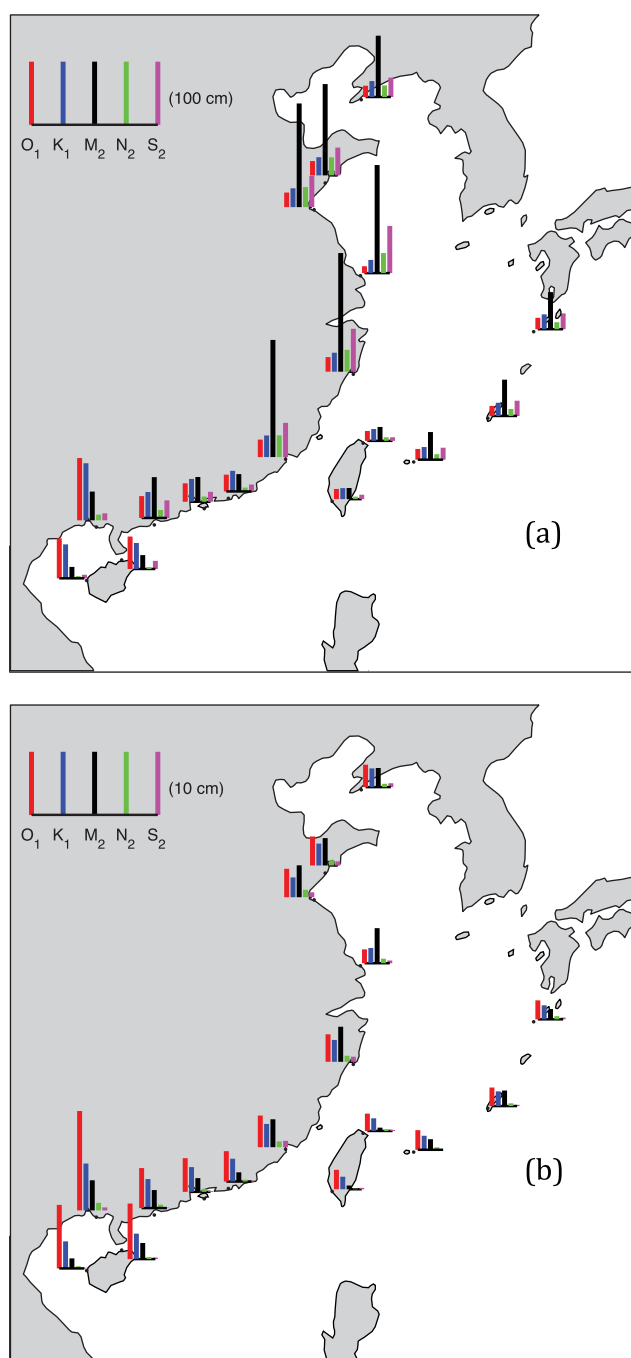 (100 cm)
O₁ K₁ M₂ N₂ S₂
(a)
(10 cm)
O₁ K₁ M₂ N₂ S₂
(b)